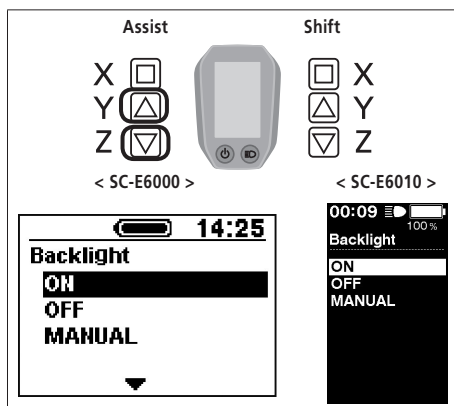 Assist Shift
X X
Y Y
Z Z
< SC-E6000 > < SC-E6010 >
14:25
Backlight
ON
OFF
MANUAL
00:09
100 %
Backlight
ON
OFF
MANUAL